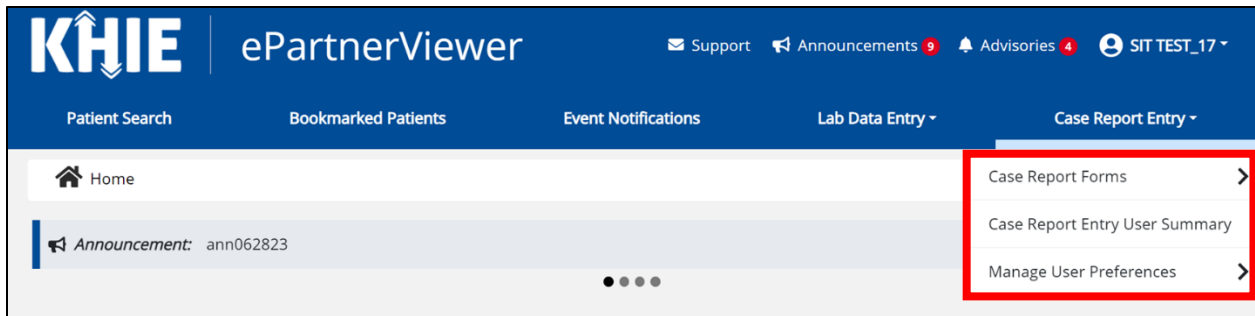 KHIE ePartnerViewer Support Announcements 9 Advisories 4 SIT TEST_17
Patient Search Bookmarked Patients Event Notifications Lab Data Entry Case Report Entry
Home
Case Report Forms
Case Report Entry User Summary
Announcement: ann062823
Manage User Preferences